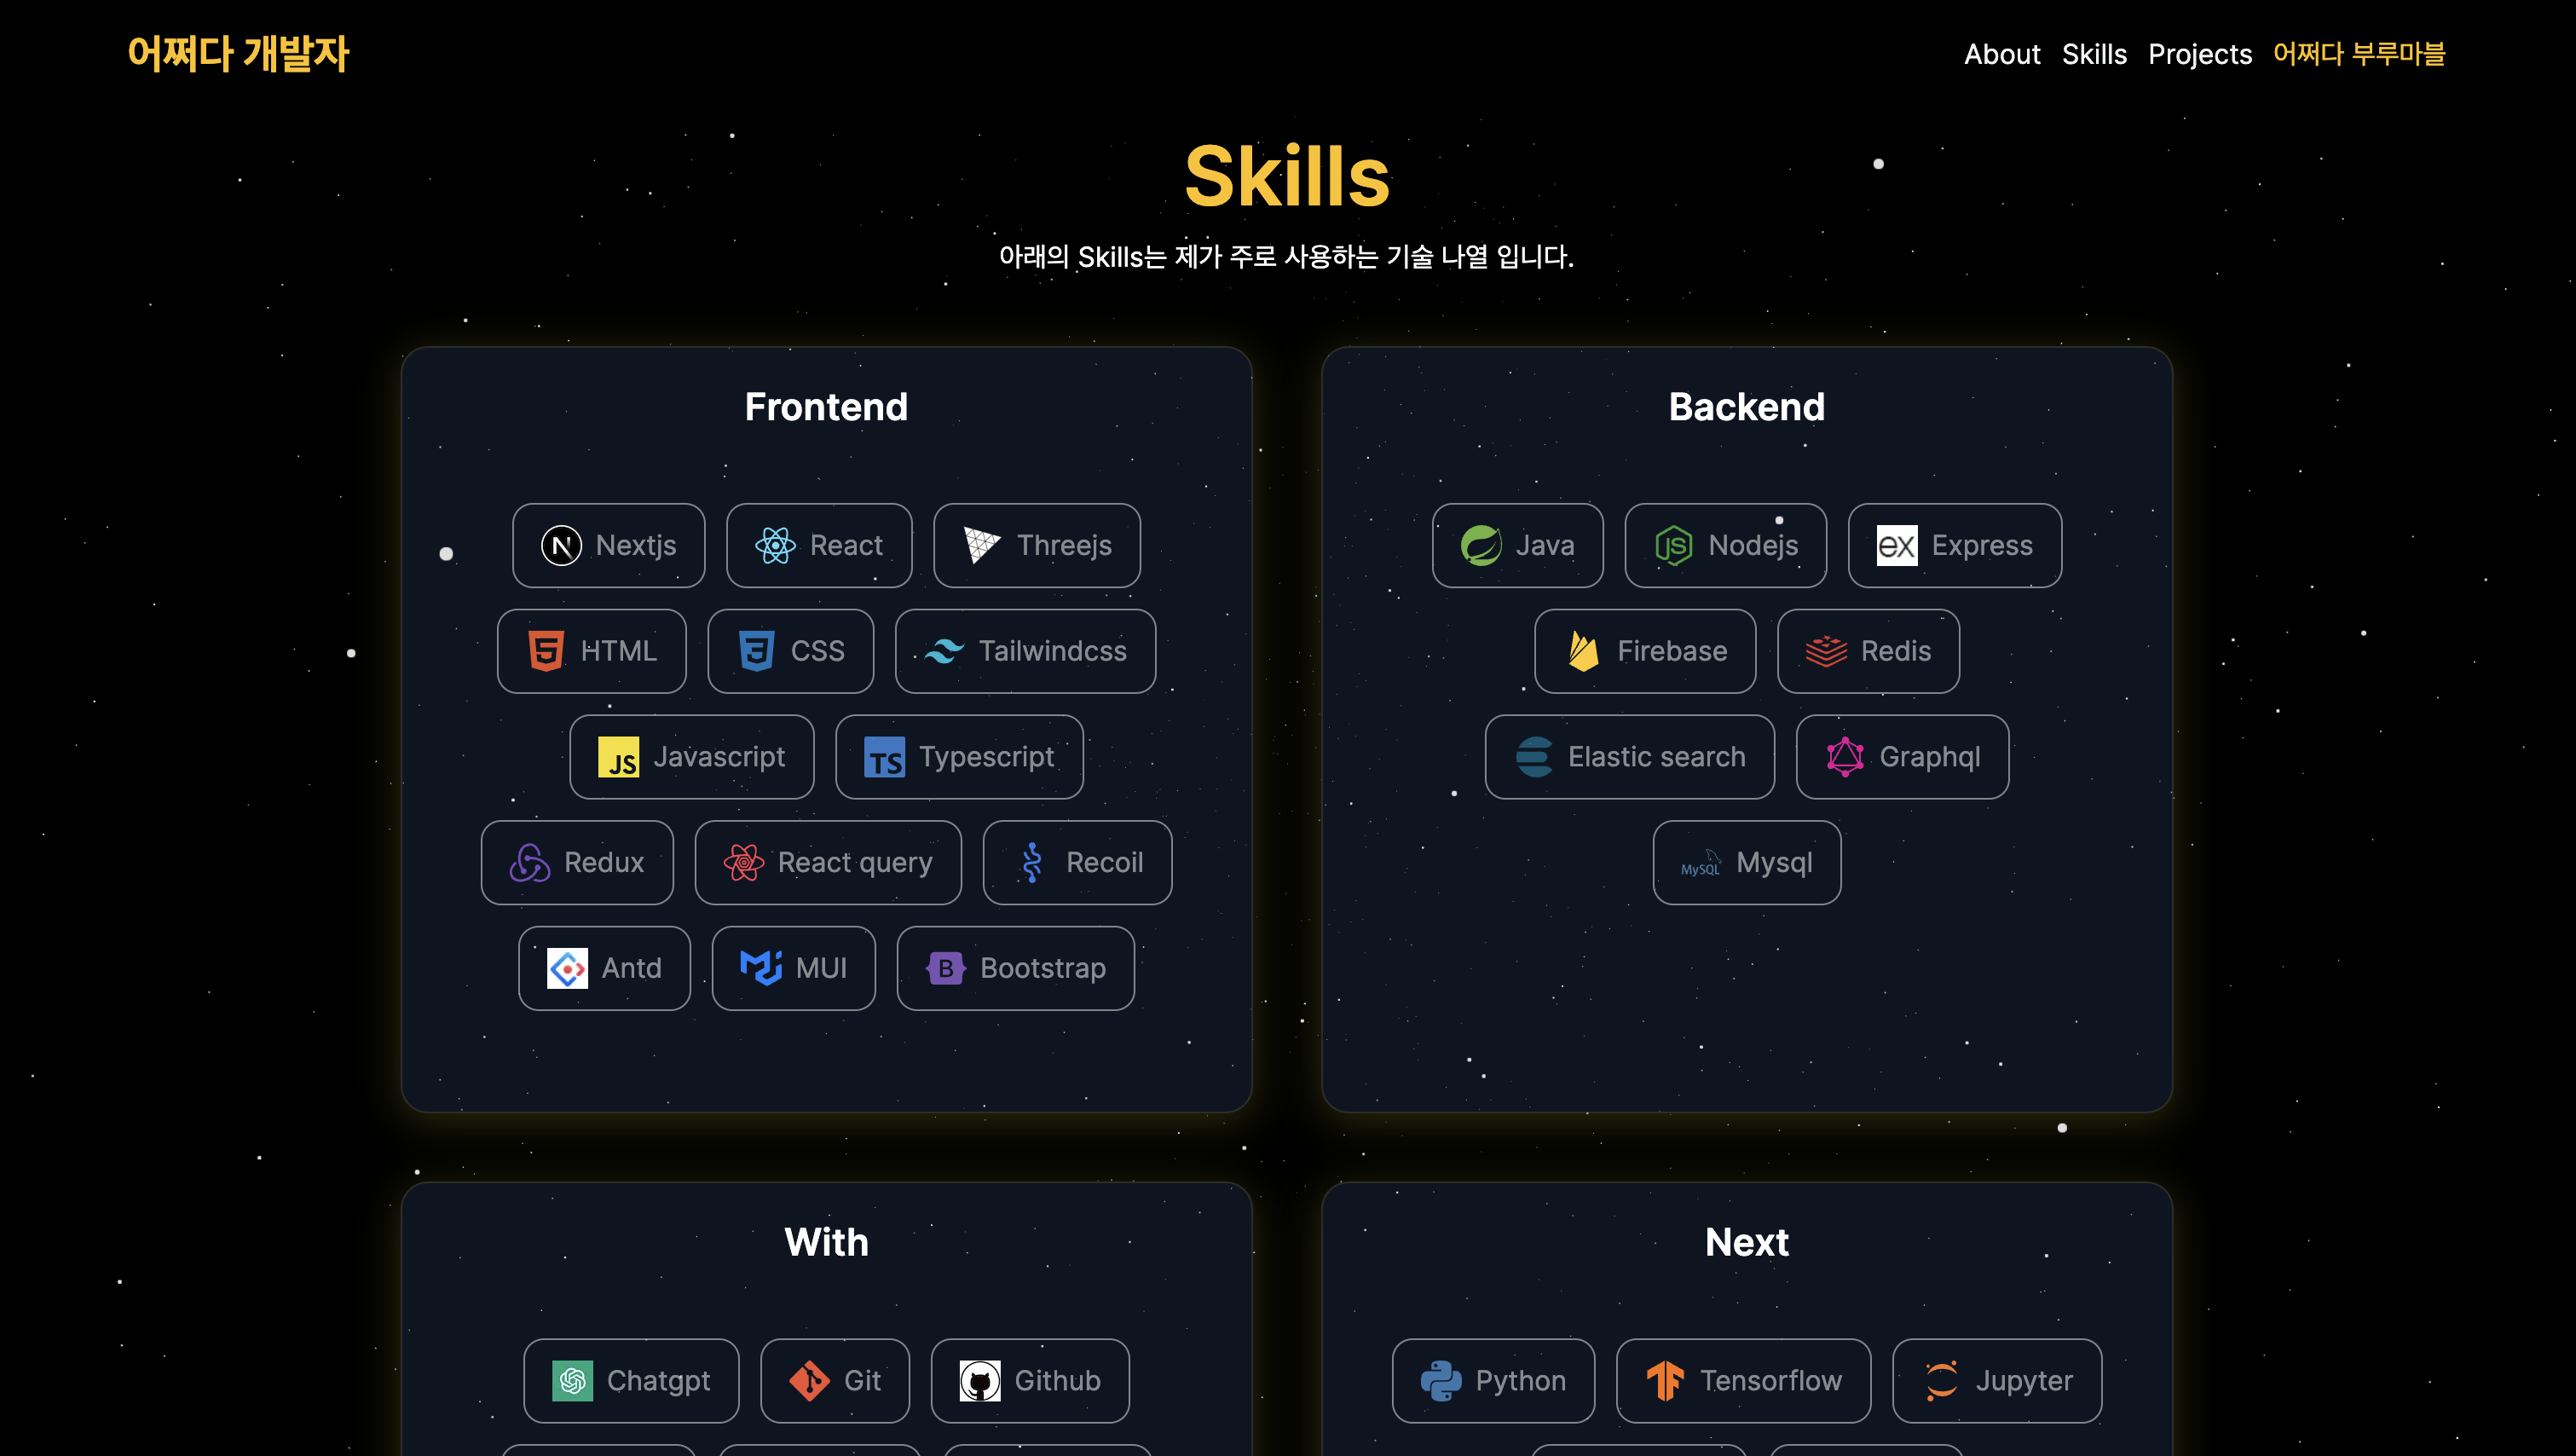 어쩌다 개발자
About Skills Projects 어쩌다 부루마블
Skills
아래의 Skills는 제가 주로 사용하는 기술 나열 입니다.
Frontend
N Nextjs React Threejs
HTML CSS Tailwindcss
JS Javascript TS Typescript
Redux React query Recoil
Antd MUI B Bootstrap
Backend
Java JS Nodejs ex Express
Firebase Redis
Elastic search Graphql
MySQL Mysql
With
Chatgpt Git Github
Next
Python Tensorflow Jupyter